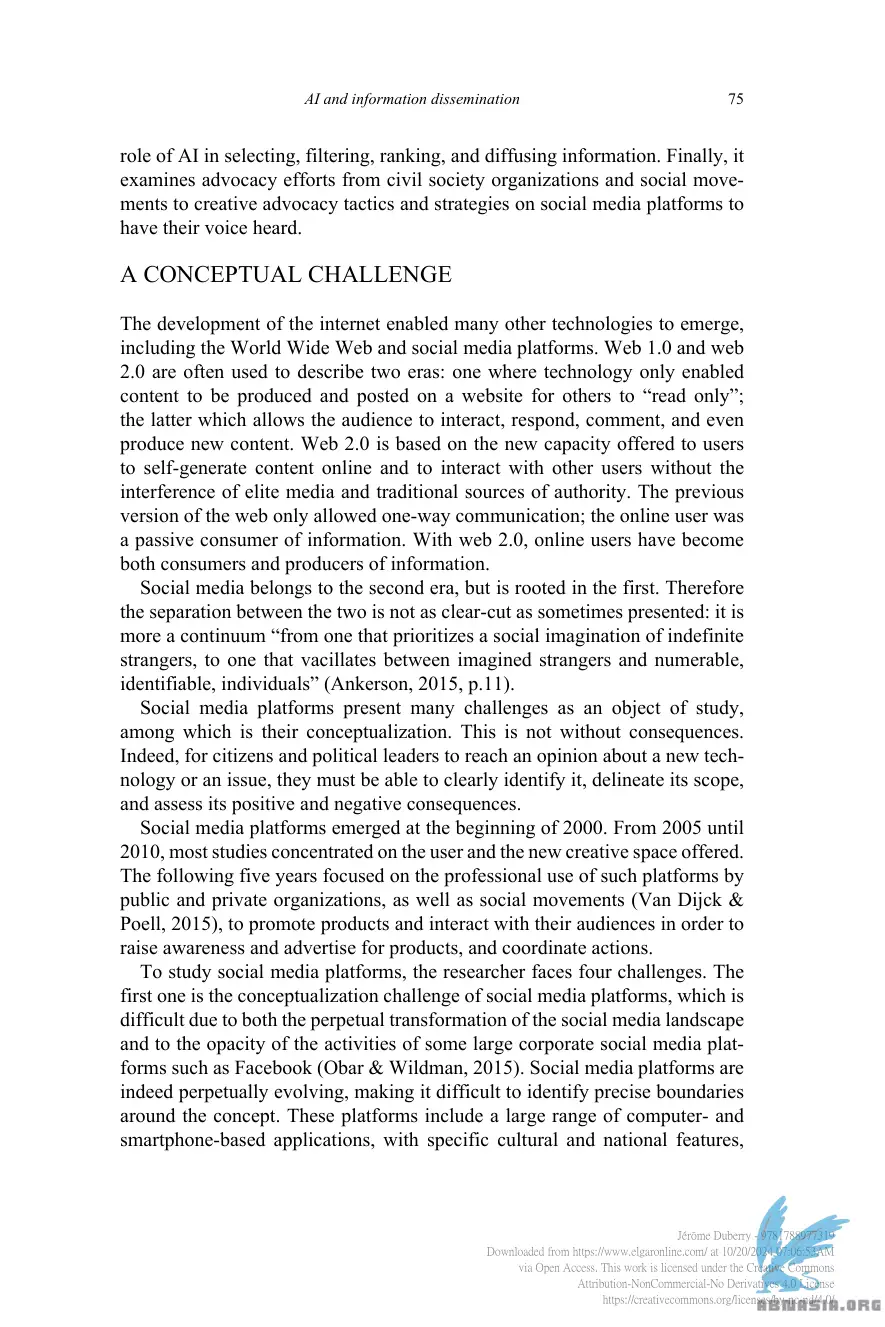 AI and information dissemination 75
role of AI in selecting, filtering, ranking, and diffusing information. Finally, it
examines advocacy efforts from civil society organizations and social move-
ments to creative advocacy tactics and strategies on social media platforms to
have their voice heard.
A CONCEPTUAL CHALLENGE
The development of the internet enabled many other technologies to emerge,
including the World Wide Web and social media platforms. Web 1.0 and web
2.0 are often used to describe two eras: one where technology only enabled
content to be produced and posted on a website for others to “read only”;
the latter which allows the audience to interact, respond, comment, and even
produce new content. Web 2.0 is based on the new capacity offered to users
to self-generate content online and to interact with other users without the
interference of elite media and traditional sources of authority. The previous
version of the web only allowed one-way communication; the online user was
a passive consumer of information. With web 2.0, online users have become
both consumers and producers of information.
Social media belongs to the second era, but is rooted in the first. Therefore
the separation between the two is not as clear-cut as sometimes presented: it is
more a continuum “from one that prioritizes a social imagination of indefinite
strangers, to one that vacillates between imagined strangers and numerable,
identifiable, individuals” (Ankerson, 2015, p.11).
Social media platforms present many challenges as an object of study,
among which is their conceptualization. This is not without consequences.
Indeed, for citizens and political leaders to reach an opinion about a new tech-
nology or an issue, they must be able to clearly identify it, delineate its scope,
and assess its positive and negative consequences.
Social media platforms emerged at the beginning of 2000. From 2005 until
2010, most studies concentrated on the user and the new creative space offered.
The following five years focused on the professional use of such platforms by
public and private organizations, as well as social movements (Van Dijck &
Poell, 2015), to promote products and interact with their audiences in order to
raise awareness and advertise for products, and coordinate actions.
To study social media platforms, the researcher faces four challenges. The
first one is the conceptualization challenge of social media platforms, which is
difficult due to both the perpetual transformation of the social media landscape
and to the opacity of the activities of some large corporate social media plat-
forms such as Facebook (Obar & Wildman, 2015). Social media platforms are
indeed perpetually evolving, making it difficult to identify precise boundaries
around the concept. These platforms include a large range of computer- and
smartphone-based applications, with specific cultural and national features,
Jérôme Duberry - 9781788977319
Downloaded from https://www.elgaronline.com/ at 10/20/2024 07:06:53AM
via Open Access. This work is licensed under the Creative Commons
Attribution-NonCommercial-No Derivatives 4.0 License
https://creativecommons.org/licenses/by-nc-nd/4.0/
ABTNASIA.ORG